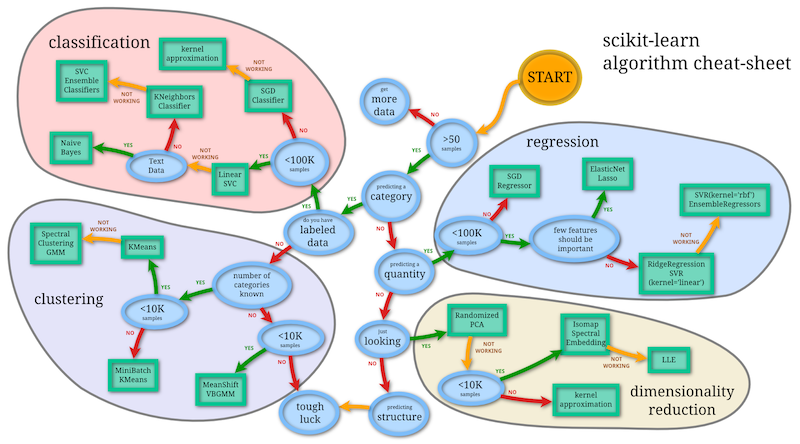 scikit-learn
algorithm cheat-sheet
START
classification
kernel
approximation
NOT
WORKING
SVC
Ensemble
Classifiers
NOT
WORKING
KNeighbors
Classifier
SGD
Classifier
NO
NO
Naive
Bayes
YES
Text
Data
NOT
WORKING
Linear
SVC
YES
<100K
samples
YES
get
more
data
NO
>50
samples
YES
predicting a
category
YES
do you have
labeled
data
NO
NO
predicting a
quantity
YES
NO
regression
SGD
Regressor
NO
<100K
samples
YES
ElasticNet
Lasso
YES
few features
should be
important
NO
SVR(kernel='rbf')
EnsembleRegressors
NOT
WORKING
RidgeRegression
SVR
(kernel='linear')
clustering
Spectral
Clustering
GMM
NOT
WORKING
KMeans
YES
number of
categories
known
YES
NO
<10K
samples
NO
MiniBatch
KMeans
<10K
samples
YES
NO
MeanShift
VBGMM
just
looking
YES
NO
tough
luck
predicting
structure
dimensionality
reduction
Randomized
PCA
NOT
WORKING
<10K
samples
YES
NO
Isomap
Spectral
Embedding
NOT
WORKING
LLE
kernel
approximation